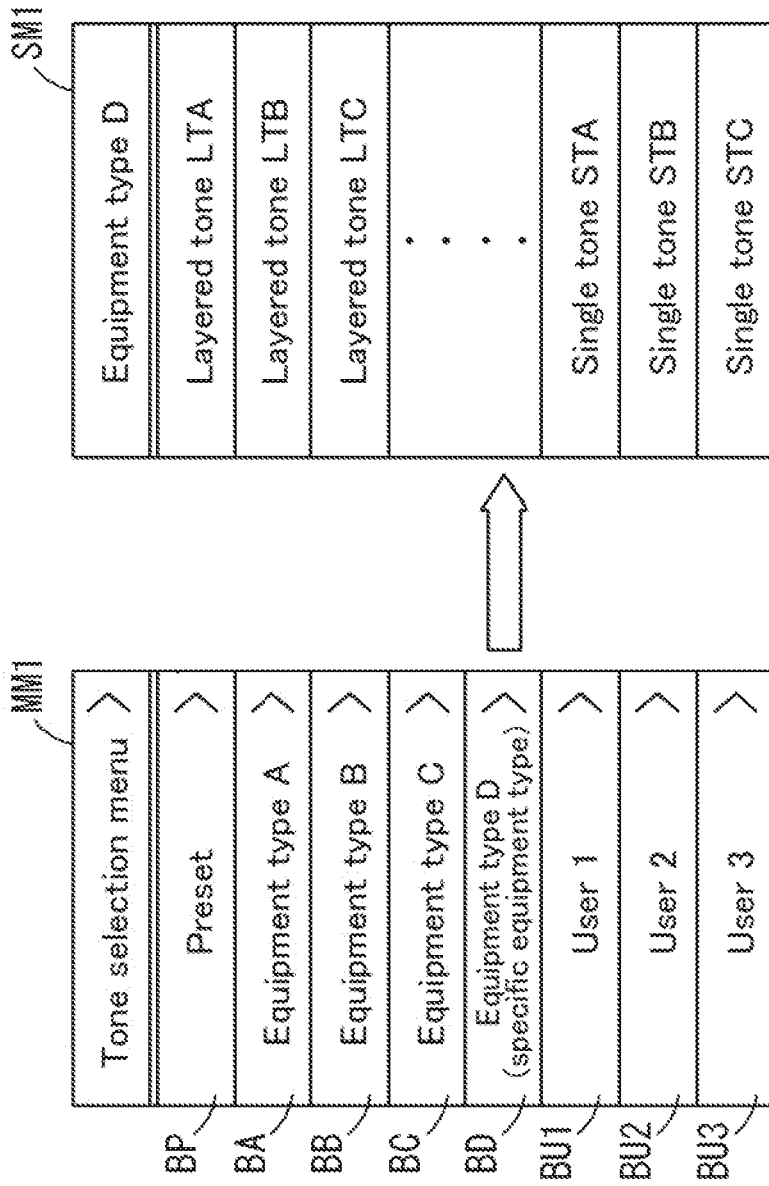 MM1
Tone selection menu >
BP Preset >
BA Equipment type A >
BB Equipment type B >
BC Equipment type C >
BD Equipment type D >
(specific equipment type)
BU1 User 1 >
BU2 User 2 >
BU3 User 3 >
SM1
Equipment type D
Layered tone LTA
Layered tone LTB
Layered tone LTC
. . . .
Single tone STA
Single tone STB
Single tone STC